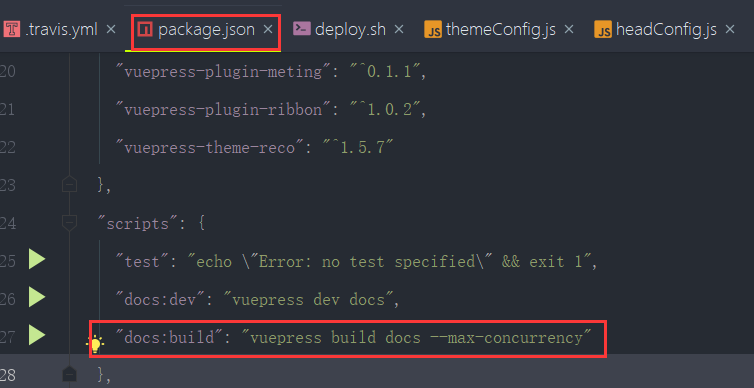 .travis.yml × package.json × deploy.sh × themeConfig.js × headConfig.js ×
20 "vuepress-plugin-meting": "^0.1.1",
21 "vuepress-plugin-ribbon": "^1.0.2",
22 "vuepress-theme-reco": "^1.5.7"
23 },
24 "scripts": {
25 "test": "echo \"Error: no test specified\" && exit 1",
26 "docs:dev": "vuepress dev docs",
27 "docs:build": "vuepress build docs --max-concurrency"
28 },